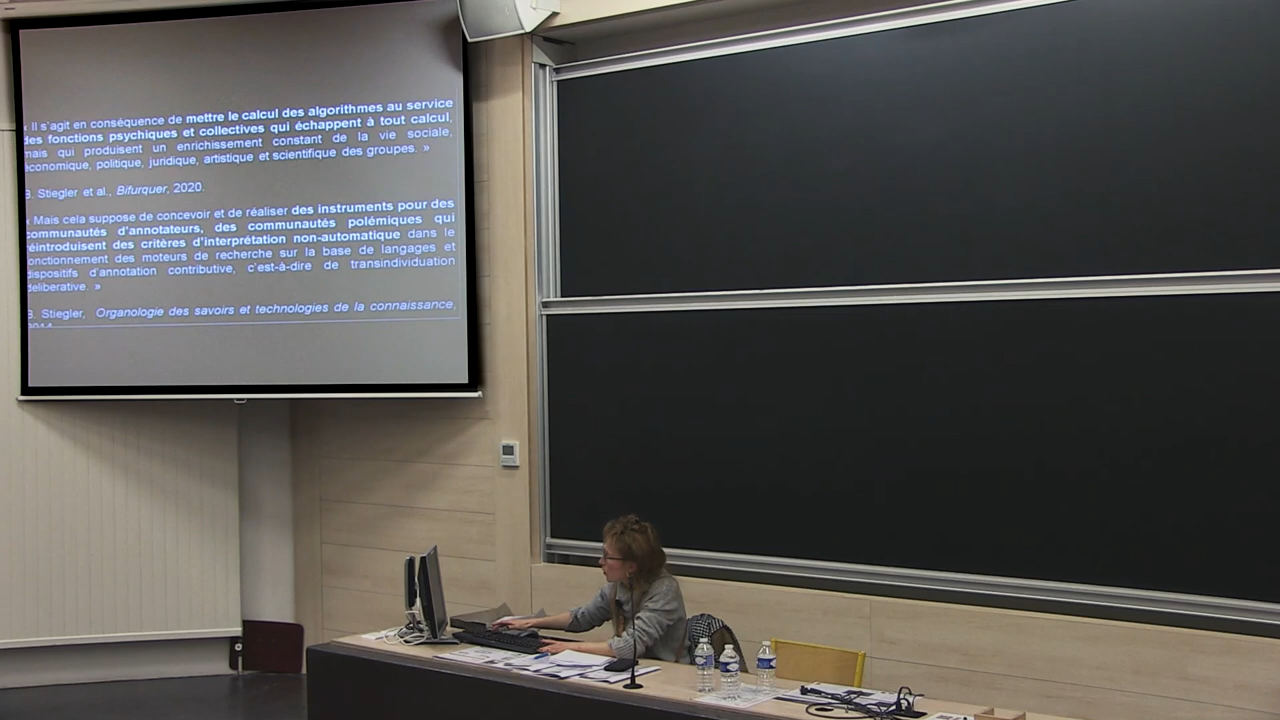 « Il s'agit en conséquence de mettre le calcul des algorithmes au service
des fonctions psychiques et collectives qui échappent à tout calcul,
mais qui produisent un enrichissement constant de la vie sociale,
économique, politique, juridique, artistique et scientifique des groupes. »
B. Stiegler et al., Bifurquer, 2020.
« Mais cela suppose de concevoir et de réaliser des instruments pour des
communautés d'annotateurs, des communautés polémiques qui
réintroduisent des critères d'interprétation non-automatique dans le
fonctionnement des moteurs de recherche sur la base de langages et
dispositifs d'annotation contributive, c'est-à-dire de transindividuation
deliberative. »
B. Stiegler, Organologie des savoirs et technologies de la connaissance,
2014